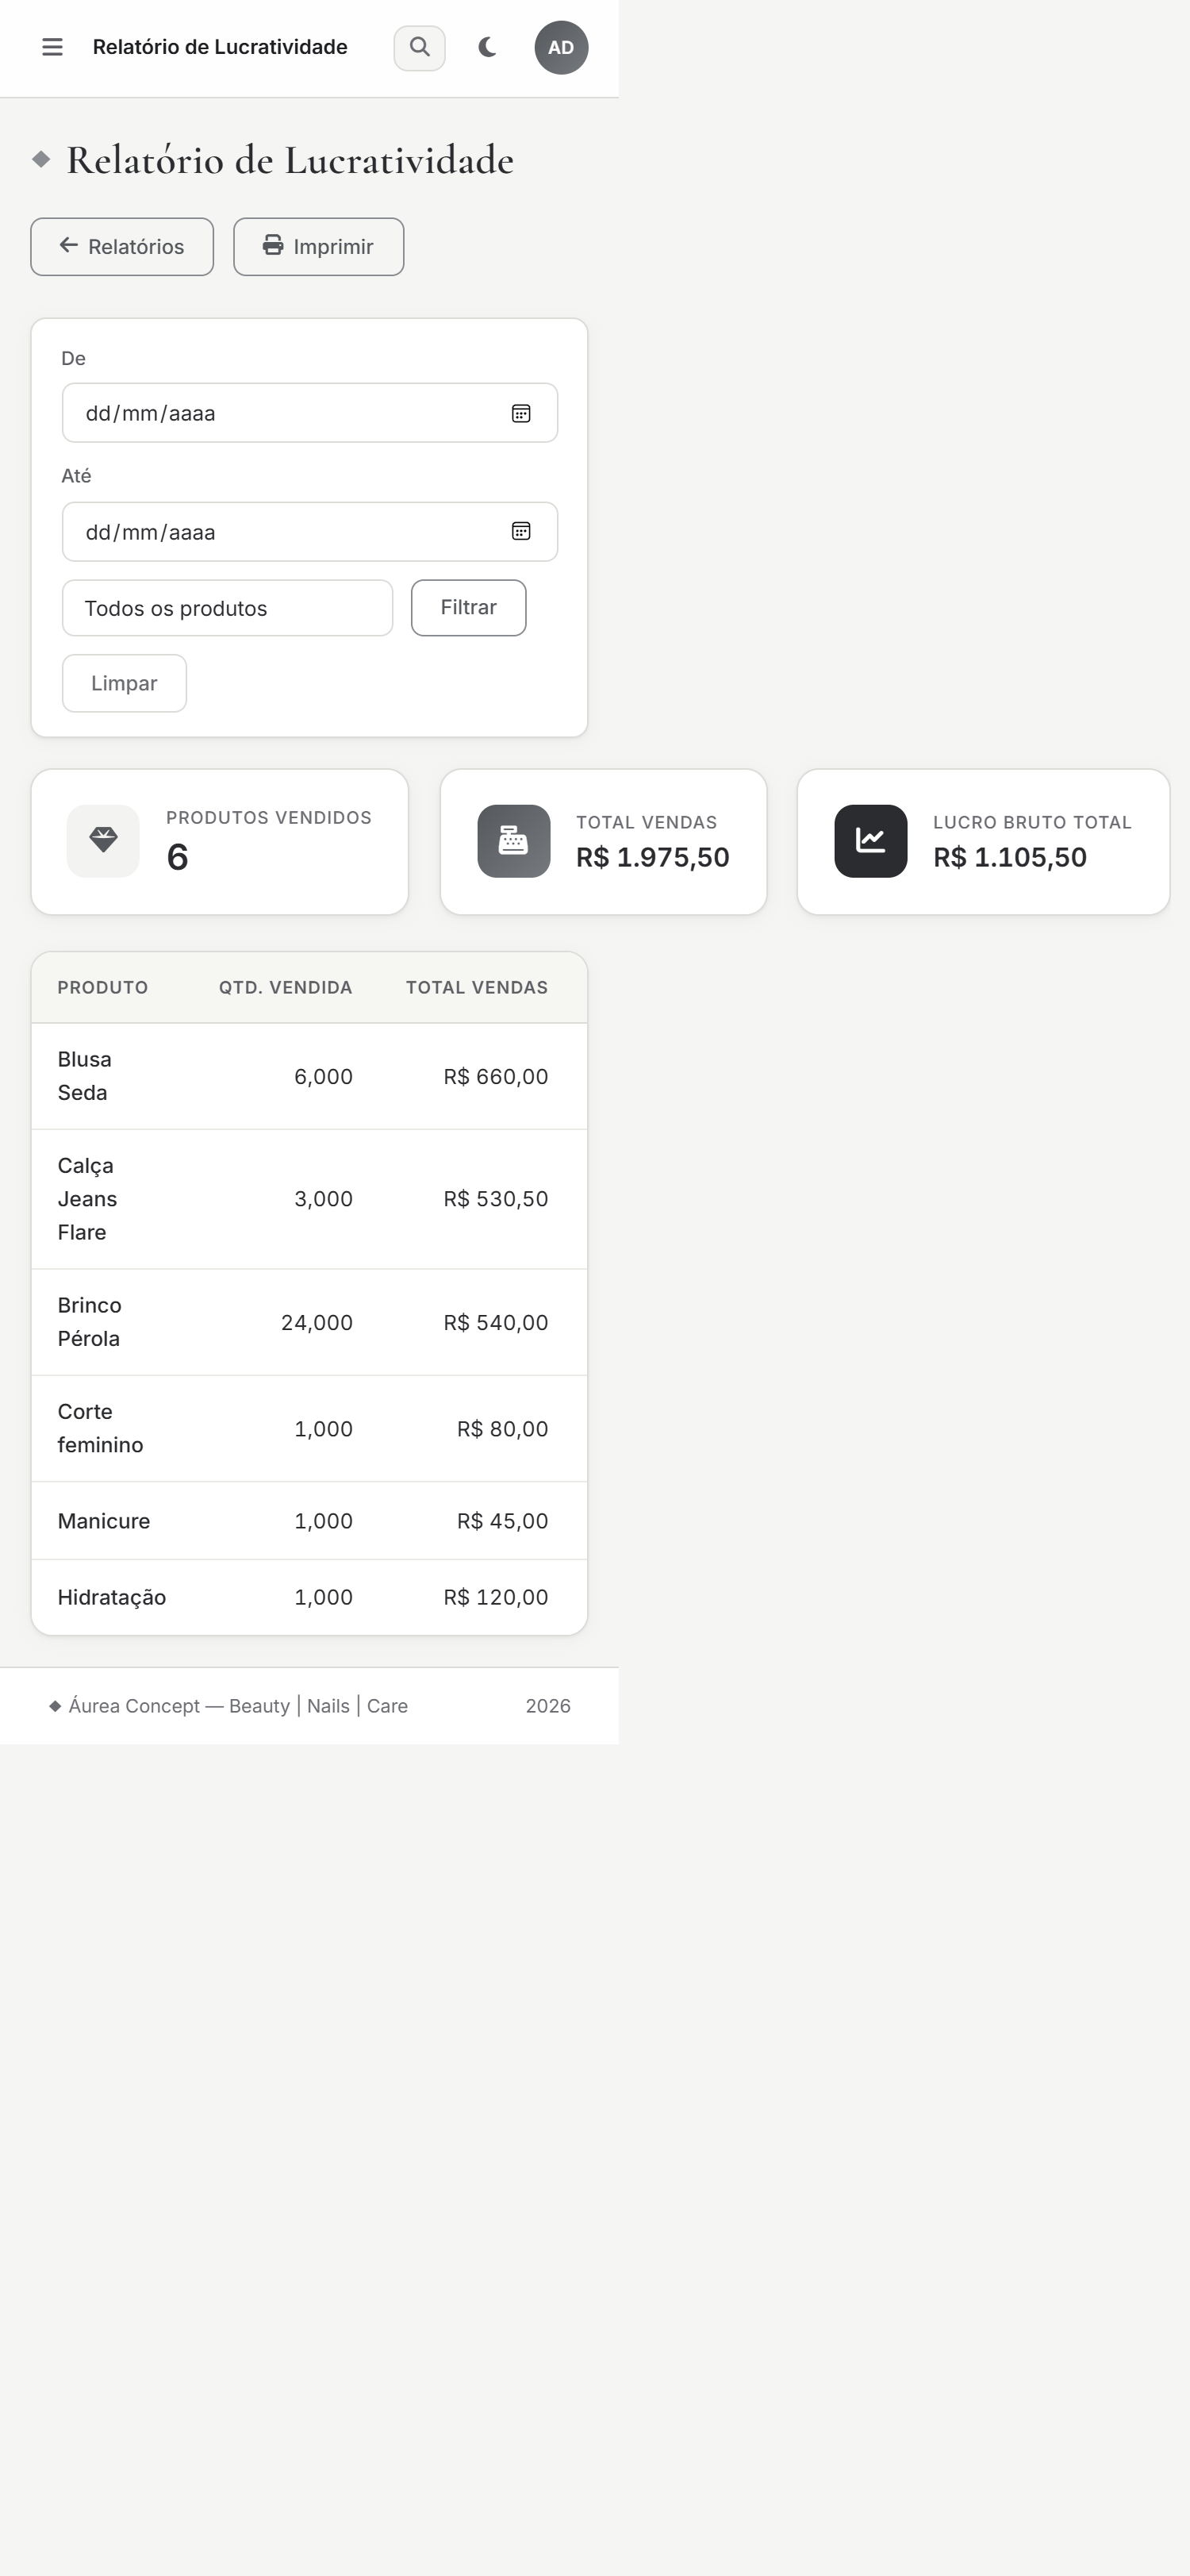 Relatório de Lucratividade
AD
Relatório de Lucratividade
Relatórios
Imprimir
De
dd/mm/aaaa
Até
dd/mm/aaaa
Todos os produtos
Filtrar
Limpar
PRODUTOS VENDIDOS
6
TOTAL VENDAS
R$ 1.975,50
LUCRO BRUTO TOTAL
R$ 1.105,50
PRODUTO QTD. VENDIDA TOTAL VENDAS
Blusa
Seda
6,000 R$ 660,00
Calça
Jeans
Flare
3,000 R$ 530,50
Brinco
Pérola
24,000 R$ 540,00
Corte
feminino
1,000 R$ 80,00
Manicure 1,000 R$ 45,00
Hidratação 1,000 R$ 120,00
Áurea Concept — Beauty | Nails | Care 2026